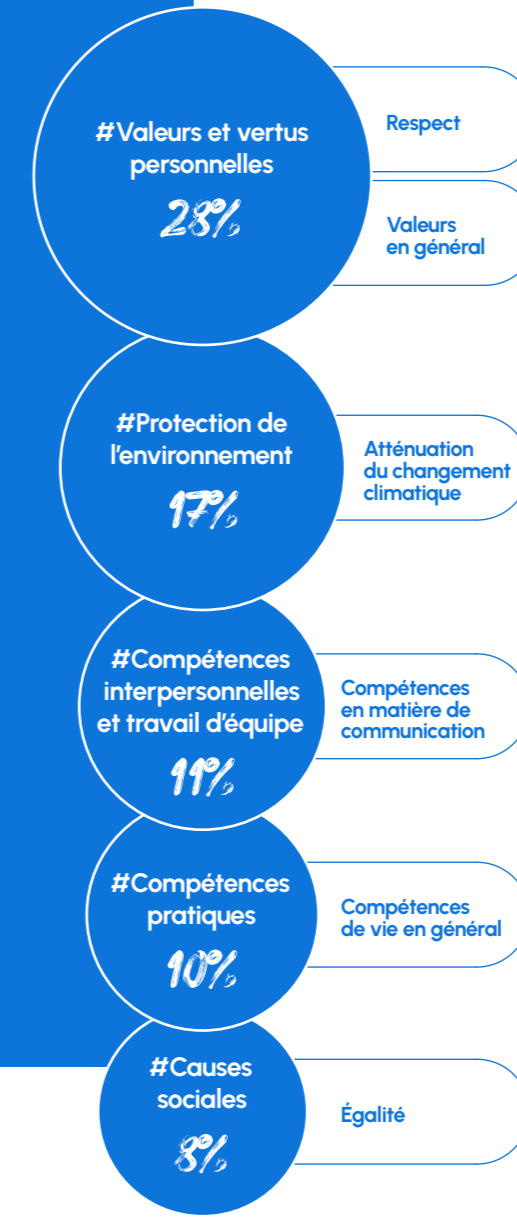 #Valeurs et vertus
personnelles
28%
Respect
Valeurs
en général
#Protection de
l'environnement
17%
Atténuation
du changement
climatique
#Compétences
interpersonnelles
et travail d'équipe
11%
Compétences
en matière de
communication
#Compétences
pratiques
10%
Compétences
de vie en général
#Causes
sociales
8%
Égalité